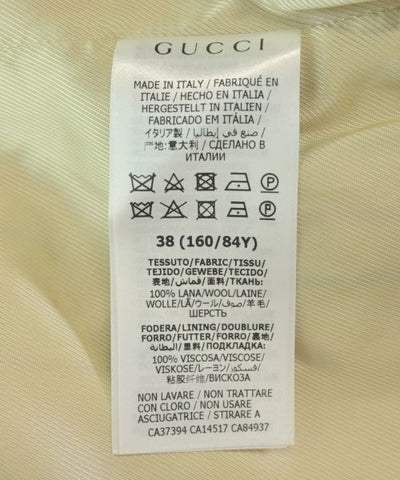 GUCCI
MADE IN ITALY / FABRIQUÉ EN
ITALIE / HECHO EN ITALIA /
HERGESTELLT IN ITALIEN /
FABRICADO EM ITÁLIA /
イタリア製 / صنع في إيطاليا /
产地:意大利 / СДЕЛАНО В
ИТАЛИИ
38 (160/84Y)
TESSUTO/FABRIC/TISSU/
TEJIDO/GEWEBE/TECIDO/
表地/قماش/面料/ТКАНЬ:
100% LANA/WOOL/LAINE/
WOLLE/LÃ/ウール/صوف/羊毛/
ШЕРСТЬ
FODERA/LINING/DOUBLURE/
FORRO/FUTTER/FORRO/裏地/
البطانة/里料/ПОДКЛАДКА:
100% VISCOSA/VISCOSE/
VISKOSE/レーヨン/فسكوز/
粘胶纤维/ВИСКОЗА
NON LAVARE / NON TRATTARE
CON CLORO / NON USARE
ASCIUGATRICE / STIRARE A
CA37394 CA14517 CA84937